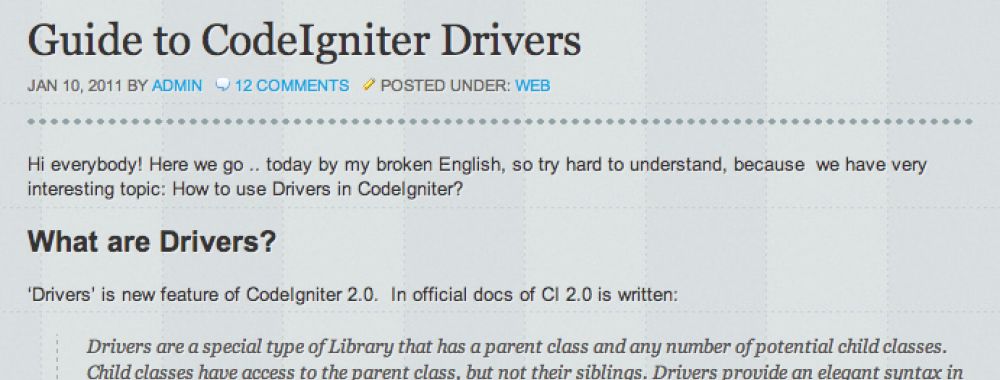 Guide to CodeIgniter Drivers
JAN 10, 2011 BY ADMIN 12 COMMENTS POSTED UNDER: WEB
Hi everybody! Here we go .. today by my broken English, so try hard to understand, because  we have very
interesting topic: How to use Drivers in CodeIgniter?
What are Drivers?
‘Drivers’ is new feature of CodeIgniter 2.0.  In official docs of CI 2.0 is written:
Drivers are a special type of Library that has a parent class and any number of potential child classes.
Child classes have access to the parent class, but not their siblings. Drivers provide an elegant syntax in